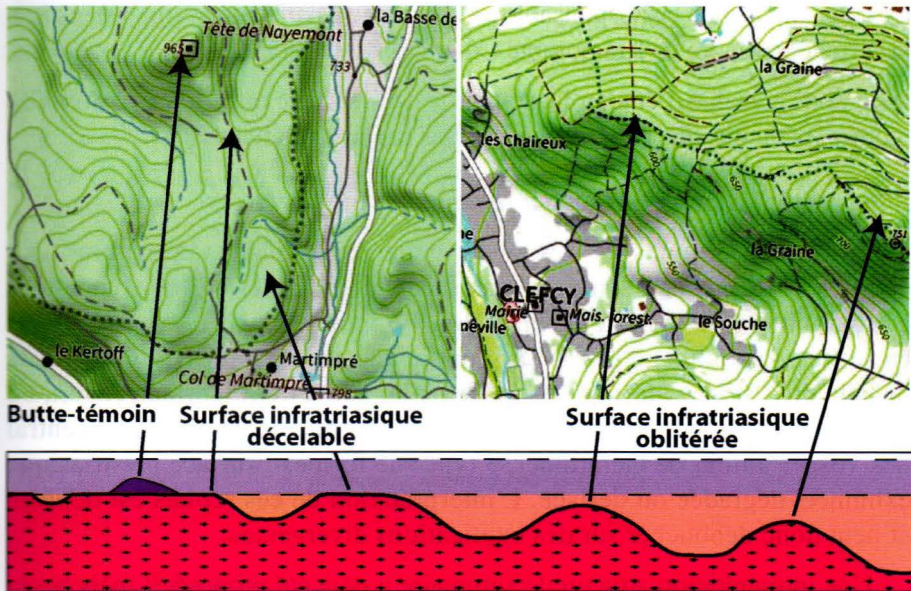 la Basse de
Tête de Nayemont
965
733
le Kertoff
Martimpré
Col de Martimpré
798
la Graine
les Chaireux
600
650
751
700
la Graine
550
CLEFCY
Mairie
Mais. forest.
néville
le Souche
650
Butte-témoin
Surface infratriasique
décelable
Surface infratriasique
oblitérée